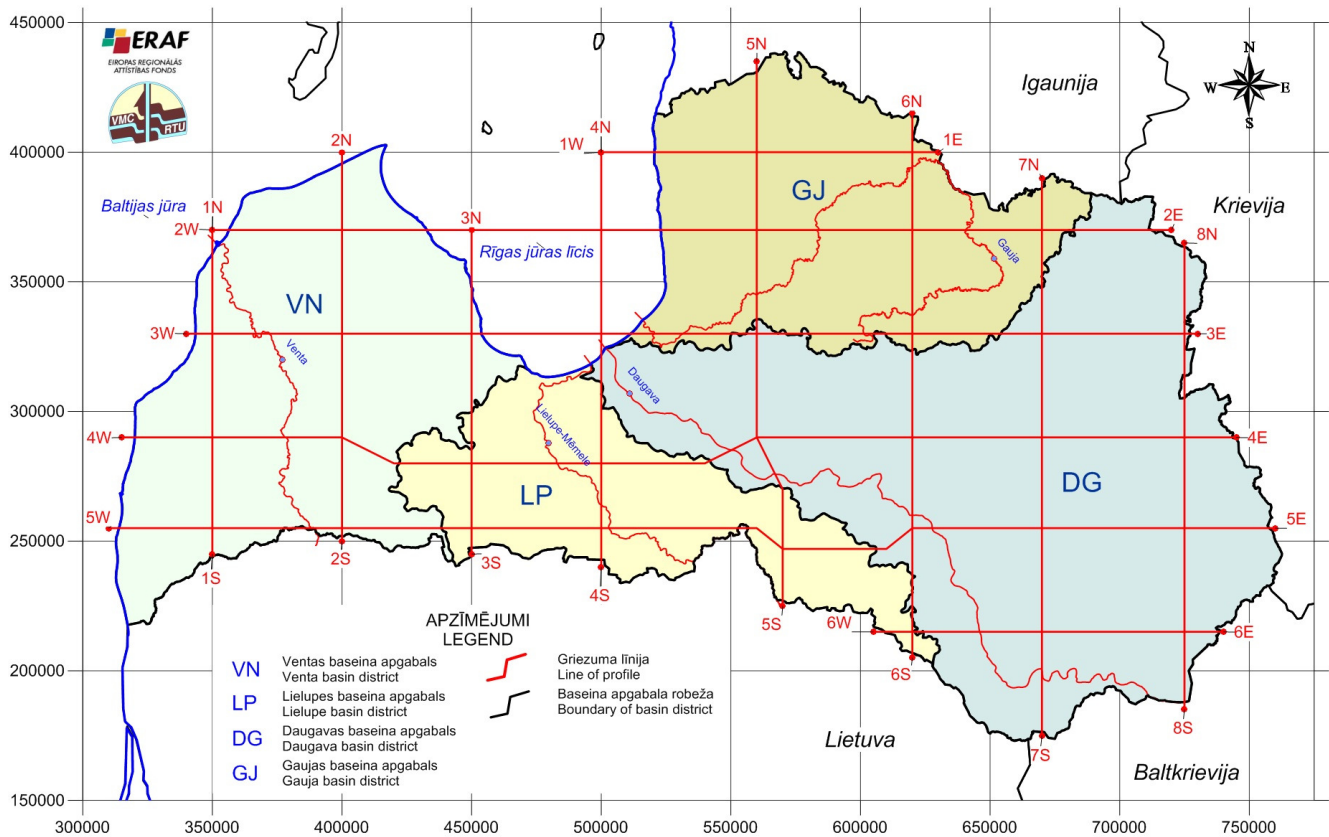 450000
400000
350000
300000
250000
200000
150000
300000
350000
400000
450000
500000
550000
600000
650000
700000
750000
ERAF
EIROPAS REGIONĀLĀS
ATTĪSTĪBAS FONDS
VMC
RTU
N
W
E
S
Igaunija
Krievija
Baltijas jūra
Rīgas jūras līcis
Lietuva
Baltkrievija
1N
2N
3N
4N
5N
6N
7N
8N
1W
2W
3W
4W
5W
6W
1E
2E
3E
4E
5E
6E
1S
2S
3S
4S
5S
6S
7S
8S
VN
GJ
LP
DG
Venta
Gauja
Daugava
Lielupe-Mēmele
APZĪMĒJUMI
LEGEND
VN
Ventas baseina apgabals
Venta basin district
LP
Lielupes baseina apgabals
Lielupe basin district
DG
Daugavas baseina apgabals
Daugava basin district
GJ
Gaujas baseina apgabals
Gauja basin district
Griezuma līnija
Line of profile
Baseina apgabala robeža
Boundary of basin district